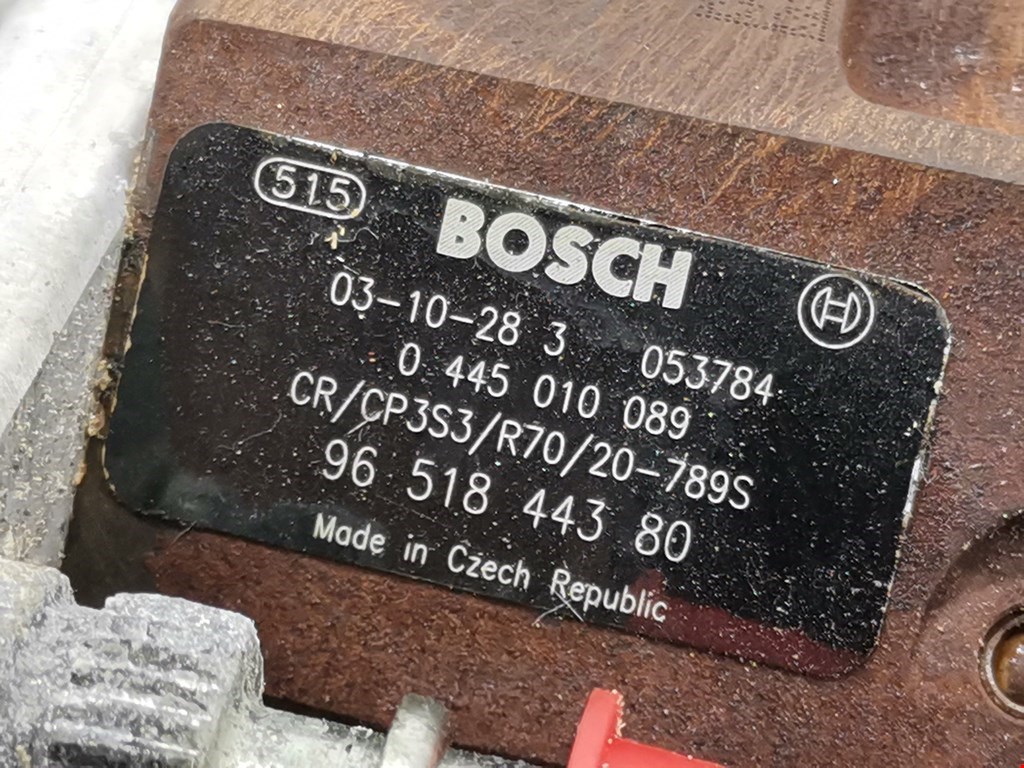 515
BOSCH
03-10-28 3 053784
0 445 010 089
CR/CP3S3/R70/20-789S
96 518 443 80
Made in Czech Republic